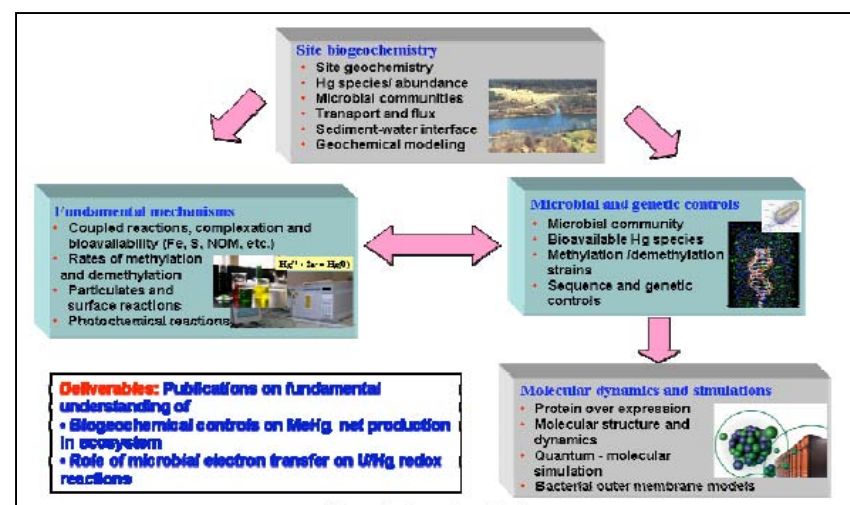 Site biogeochemistry
• Site geochemistry
• Hg species/ abundance
• Microbial communities
• Transport and flux
• Sediment-water interface
• Geochemical modeling
Fundamental mechanisms
• Coupled reactions, complexation and
bioavailability (Fe, S, NOM, etc.)
• Rates of methylation
and demethylation
• Particulates and
surface reactions
• Photochemical reactions
Microbial and genetic controls
• Microbial community
• Bioavailable Hg species
• Methylation /demethylation
strains
• Sequence and genetic
controls
Deliverables: Publications on fundamental
understanding of
• Biogeochemical controls on MeHg net production
in ecosystem
• Role of microbial electron transfer on U/Hg redox
reactions
Molecular dynamics and simulations
• Protein over expression
• Molecular structure and
dynamics
• Quantum - molecular
simulation
• Bacterial outer membrane models